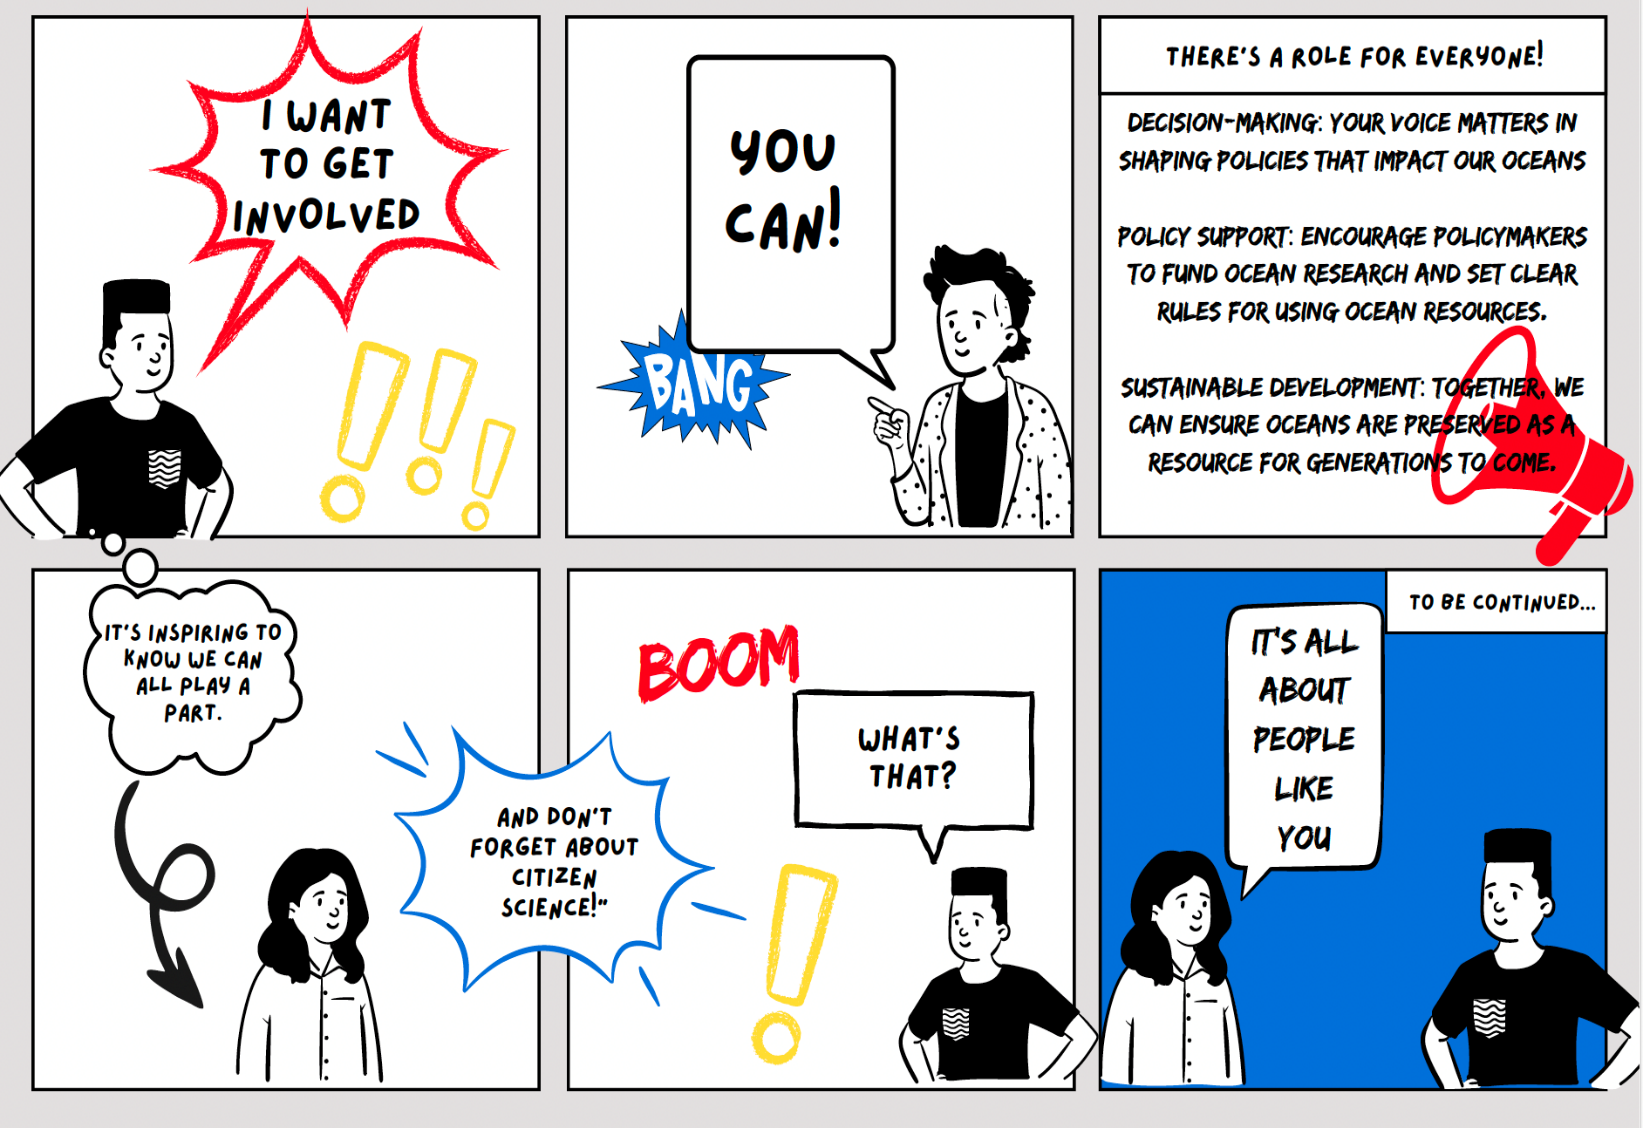 I WANT
TO GET
INVOLVED
YOU
CAN!
BANG
THERE'S A ROLE FOR EVERYONE!
DECISION-MAKING: YOUR VOICE MATTERS IN
SHAPING POLICIES THAT IMPACT OUR OCEANS
POLICY SUPPORT: ENCOURAGE POLICYMAKERS
TO FUND OCEAN RESEARCH AND SET CLEAR
RULES FOR USING OCEAN RESOURCES.
SUSTAINABLE DEVELOPMENT: TOGETHER, WE
CAN ENSURE OCEANS ARE PRESERVED AS A
RESOURCE FOR GENERATIONS TO COME.
IT'S INSPIRING TO
KNOW WE CAN
ALL PLAY A
PART.
AND DON'T
FORGET ABOUT
CITIZEN
SCIENCE!"
BOOM
WHAT'S
THAT?
TO BE CONTINUED...
IT'S ALL
ABOUT
PEOPLE
LIKE
YOU